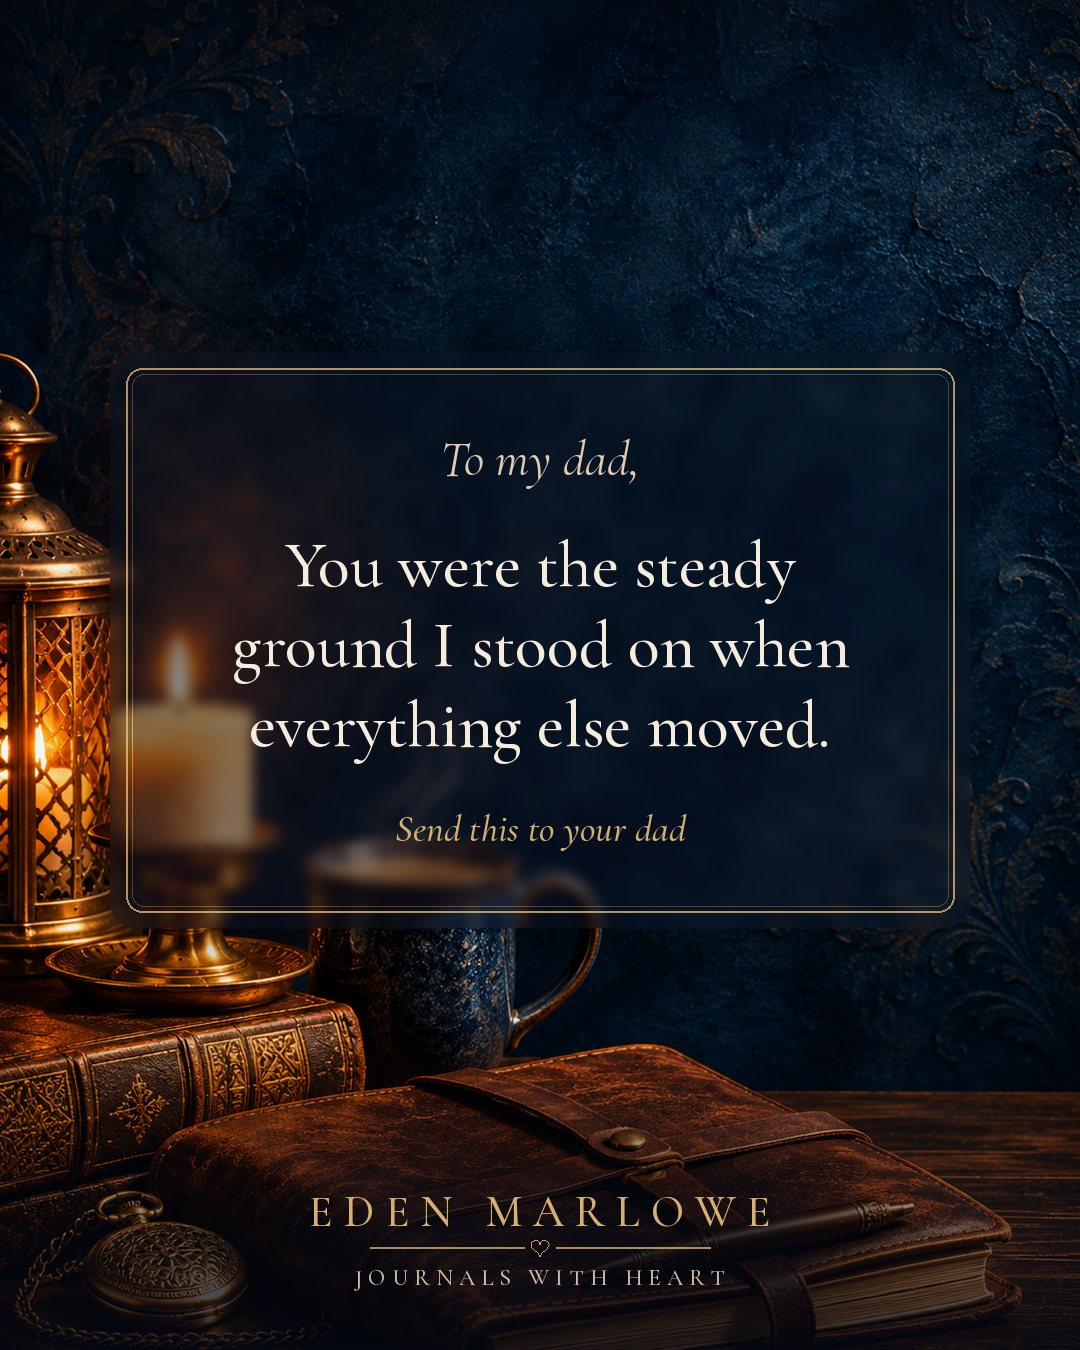 To my dad,
You were the steady
ground I stood on when
everything else moved.
Send this to your dad
EDEN MARLOWE
JOURNALS WITH HEART